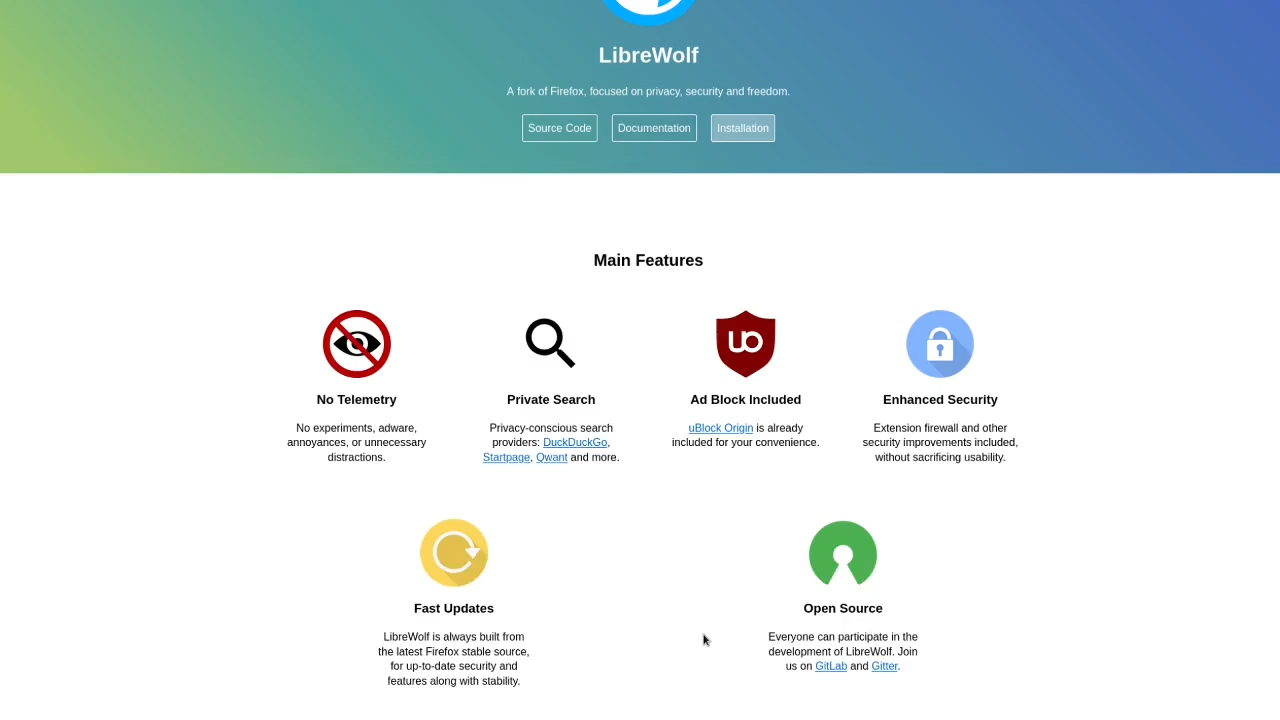 LibreWolf
A fork of Firefox, focused on privacy, security and freedom.
Source Code Documentation Installation
Main Features
uo
No Telemetry
No experiments, adware,
annoyances, or unnecessary
distractions.
Private Search
Privacy-conscious search
providers: DuckDuckGo,
Startpage, Qwant and more.
Ad Block Included
uBlock Origin is already
included for your convenience.
Enhanced Security
Extension firewall and other
security improvements included,
without sacrificing usability.
Fast Updates
LibreWolf is always built from
the latest Firefox stable source,
for up-to-date security and
features along with stability.
Open Source
Everyone can participate in the
development of LibreWolf. Join
us on GitLab and Gitter.